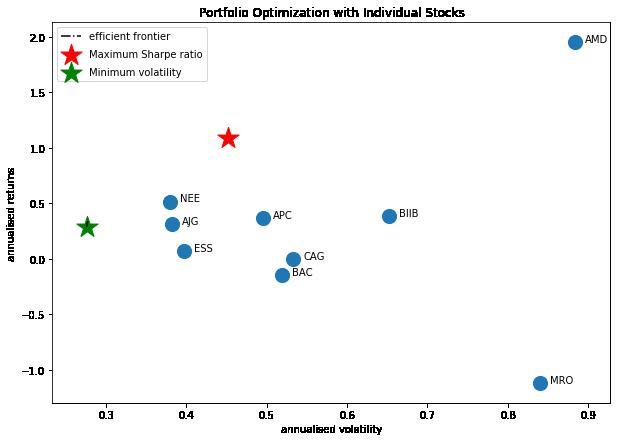 Portfolio Optimization with Individual Stocks
efficient frontier
Maximum Sharpe ratio
Minimum volatility
AMD
NEE
AJG
ESS
APC
BIIB
CAG
BAC
MRO
2.0
1.5
1.0
0.5
0.0
−0.5
−1.0
annualised returns
0.3 0.4 0.5 0.6 0.7 0.8 0.9
annualised volatility